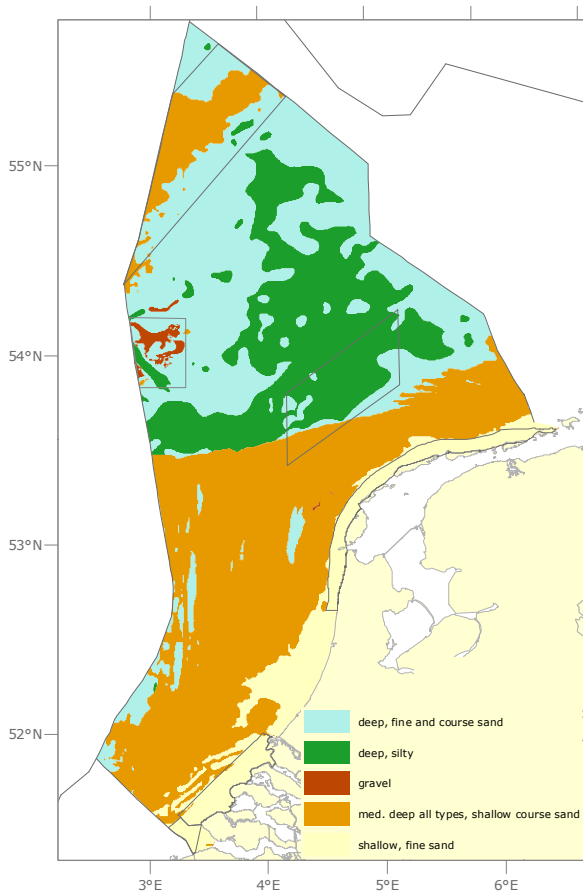 55°N
54°N
53°N
52°N
deep, fine and course sand
deep, silty
gravel
med. deep all types, shallow course sand
shallow, fine sand
3°E 4°E 5°E 6°E